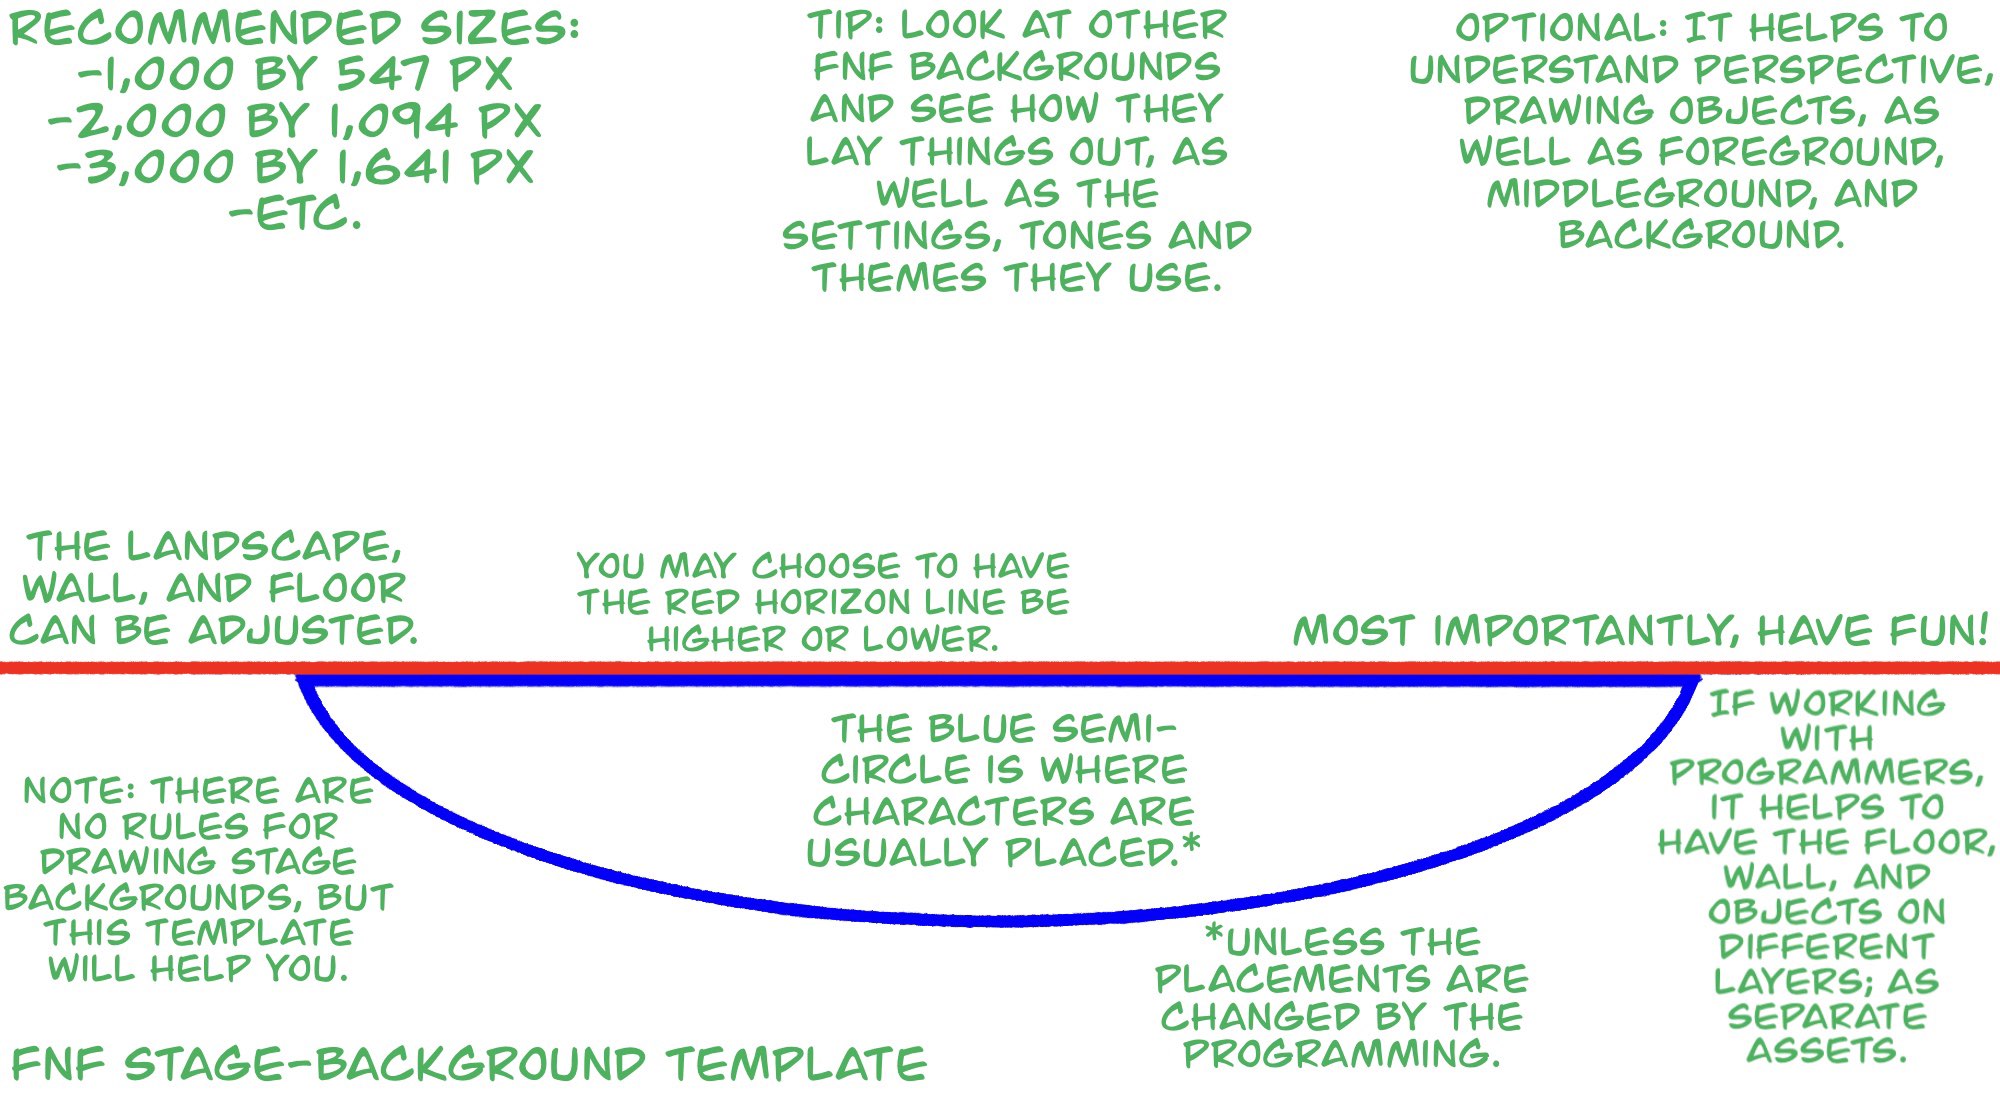 RECOMMENDED SIZES:
-1,000 BY 547 PX
-2,000 BY 1,094 PX
-3,000 BY 1,641 PX
-ETC.
TIP: LOOK AT OTHER
FNF BACKGROUNDS
AND SEE HOW THEY
LAY THINGS OUT, AS
WELL AS THE
SETTINGS, TONES AND
THEMES THEY USE.
OPTIONAL: IT HELPS TO
UNDERSTAND PERSPECTIVE,
DRAWING OBJECTS, AS
WELL AS FOREGROUND,
MIDDLEGROUND, AND
BACKGROUND.
THE LANDSCAPE,
WALL, AND FLOOR
CAN BE ADJUSTED.
YOU MAY CHOOSE TO HAVE
THE RED HORIZON LINE BE
HIGHER OR LOWER.
MOST IMPORTANTLY, HAVE FUN!
NOTE: THERE ARE
NO RULES FOR
DRAWING STAGE
BACKGROUNDS, BUT
THIS TEMPLATE
WILL HELP YOU.
THE BLUE SEMI-
CIRCLE IS WHERE
CHARACTERS ARE
USUALLY PLACED.*
*UNLESS THE
PLACEMENTS ARE
CHANGED BY THE
PROGRAMMING.
IF WORKING
WITH
PROGRAMMERS,
IT HELPS TO
HAVE THE FLOOR,
WALL, AND
OBJECTS ON
DIFFERENT
LAYERS; AS
SEPARATE
ASSETS.
FNF STAGE-BACKGROUND TEMPLATE